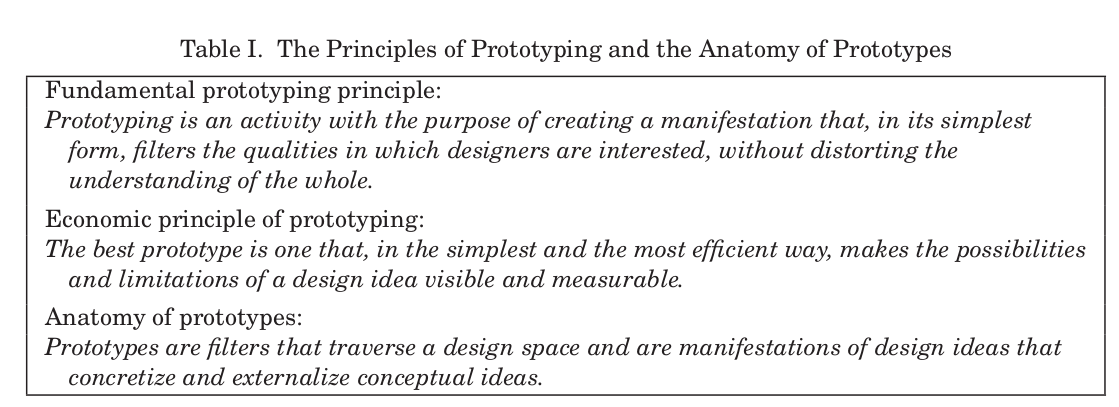 Table I. The Principles of Prototyping and the Anatomy of Prototypes
Fundamental prototyping principle:
Prototyping is an activity with the purpose of creating a manifestation that, in its simplest
form, filters the qualities in which designers are interested, without distorting the
understanding of the whole.
Economic principle of prototyping:
The best prototype is one that, in the simplest and the most efficient way, makes the possibilities
and limitations of a design idea visible and measurable.
Anatomy of prototypes:
Prototypes are filters that traverse a design space and are manifestations of design ideas that
concretize and externalize conceptual ideas.